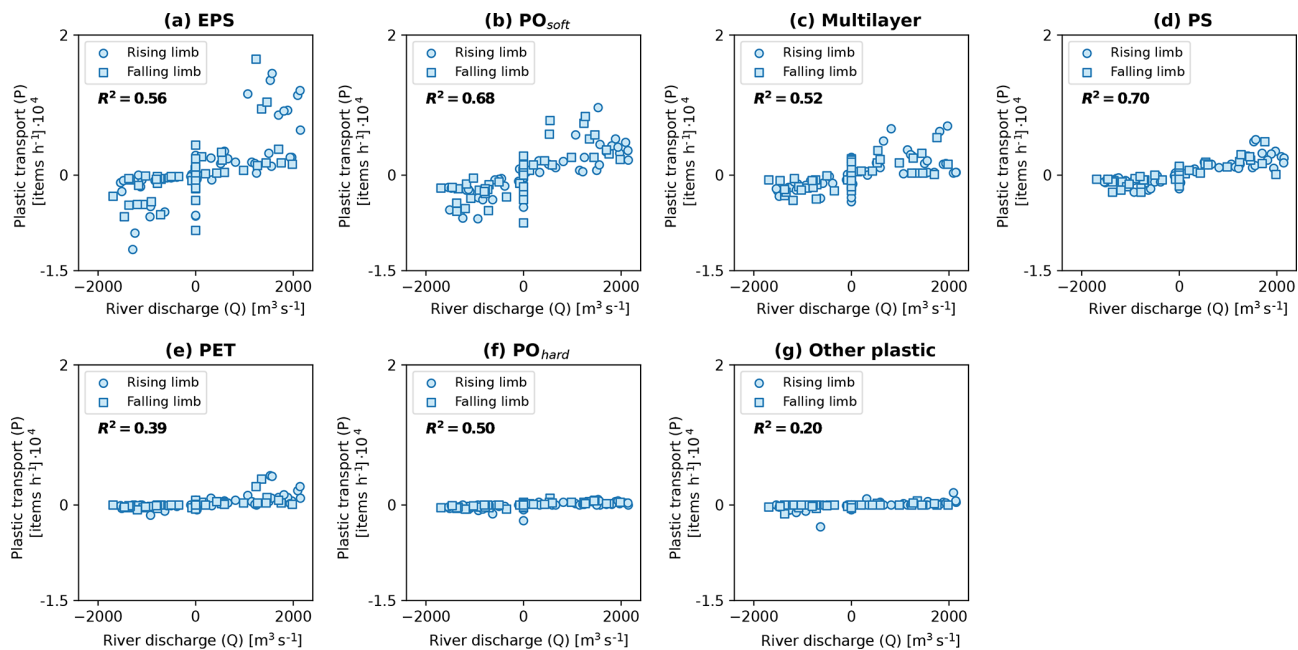 (a) EPS
2
Rising limb
Falling limb
R² = 0.56
0
-1.5
Plastic transport (P)
[items h⁻¹]·10⁴
−2000 0 2000
River discharge (Q) [m³ s⁻¹]
(b) PO_soft
2
Rising limb
Falling limb
R² = 0.68
0
-1.5
Plastic transport (P)
[items h⁻¹]·10⁴
−2000 0 2000
River discharge (Q) [m³ s⁻¹]
(c) Multilayer
2
Rising limb
Falling limb
R² = 0.52
0
-1.5
Plastic transport (P)
[items h⁻¹]·10⁴
−2000 0 2000
River discharge (Q) [m³ s⁻¹]
(d) PS
2
Rising limb
Falling limb
R² = 0.70
0
-1.5
Plastic transport (P)
[items h⁻¹]·10⁴
−2000 0 2000
River discharge (Q) [m³ s⁻¹]
(e) PET
2
Rising limb
Falling limb
R² = 0.39
0
-1.5
Plastic transport (P)
[items h⁻¹]·10⁴
−2000 0 2000
River discharge (Q) [m³ s⁻¹]
(f) PO_hard
2
Rising limb
Falling limb
R² = 0.50
0
-1.5
Plastic transport (P)
[items h⁻¹]·10⁴
−2000 0 2000
River discharge (Q) [m³ s⁻¹]
(g) Other plastic
2
Rising limb
Falling limb
R² = 0.20
0
-1.5
Plastic transport (P)
[items h⁻¹]·10⁴
−2000 0 2000
River discharge (Q) [m³ s⁻¹]